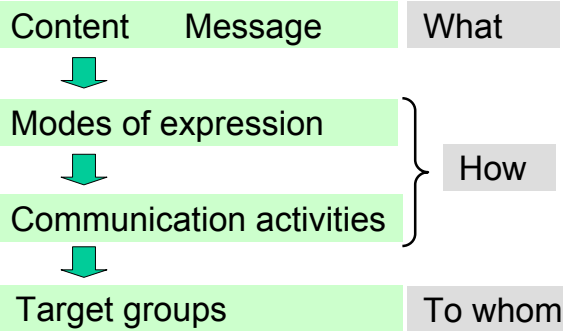 Content Message What
Modes of expression
How
Communication activities
Target groups To whom